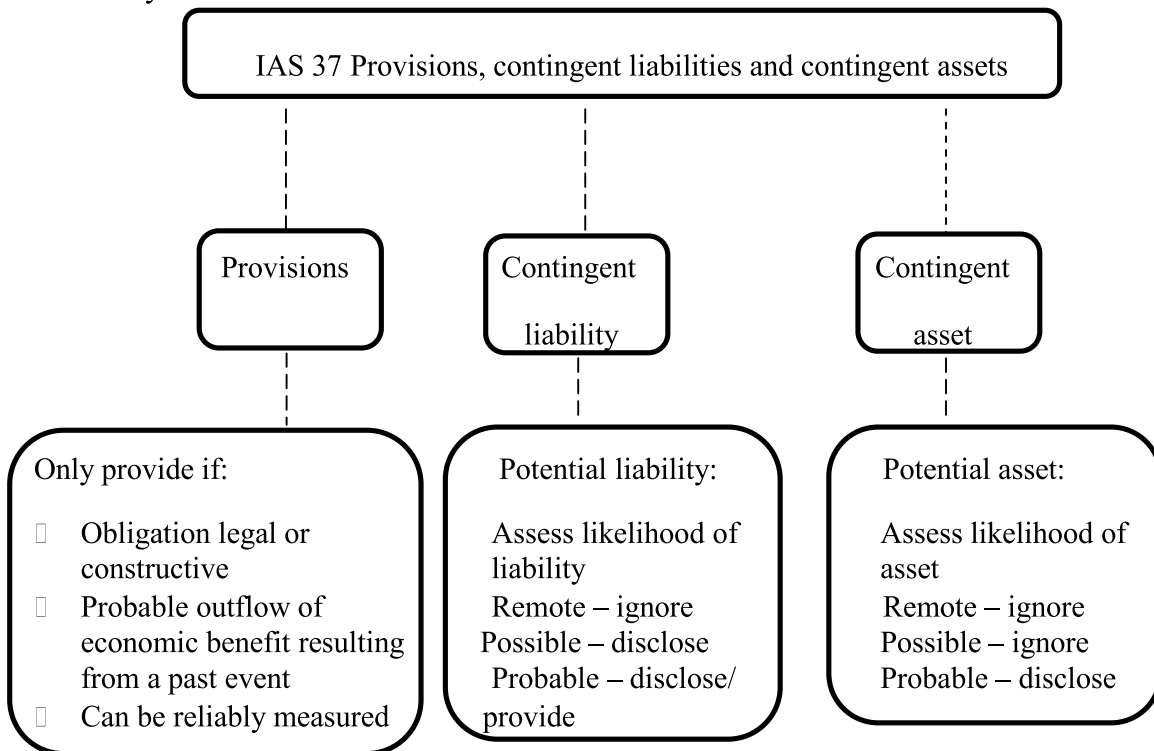 IAS 37 Provisions, contingent liabilities and contingent assets
Provisions
Contingent
liability
Contingent
asset
Only provide if:
Obligation legal or
constructive
Probable outflow of
economic benefit resulting
from a past event
Can be reliably measured
Potential liability:
Assess likelihood of
liability
Remote – ignore
Possible – disclose
Probable – disclose/
provide
Potential asset:
Assess likelihood of
asset
Remote – ignore
Possible – ignore
Probable – disclose